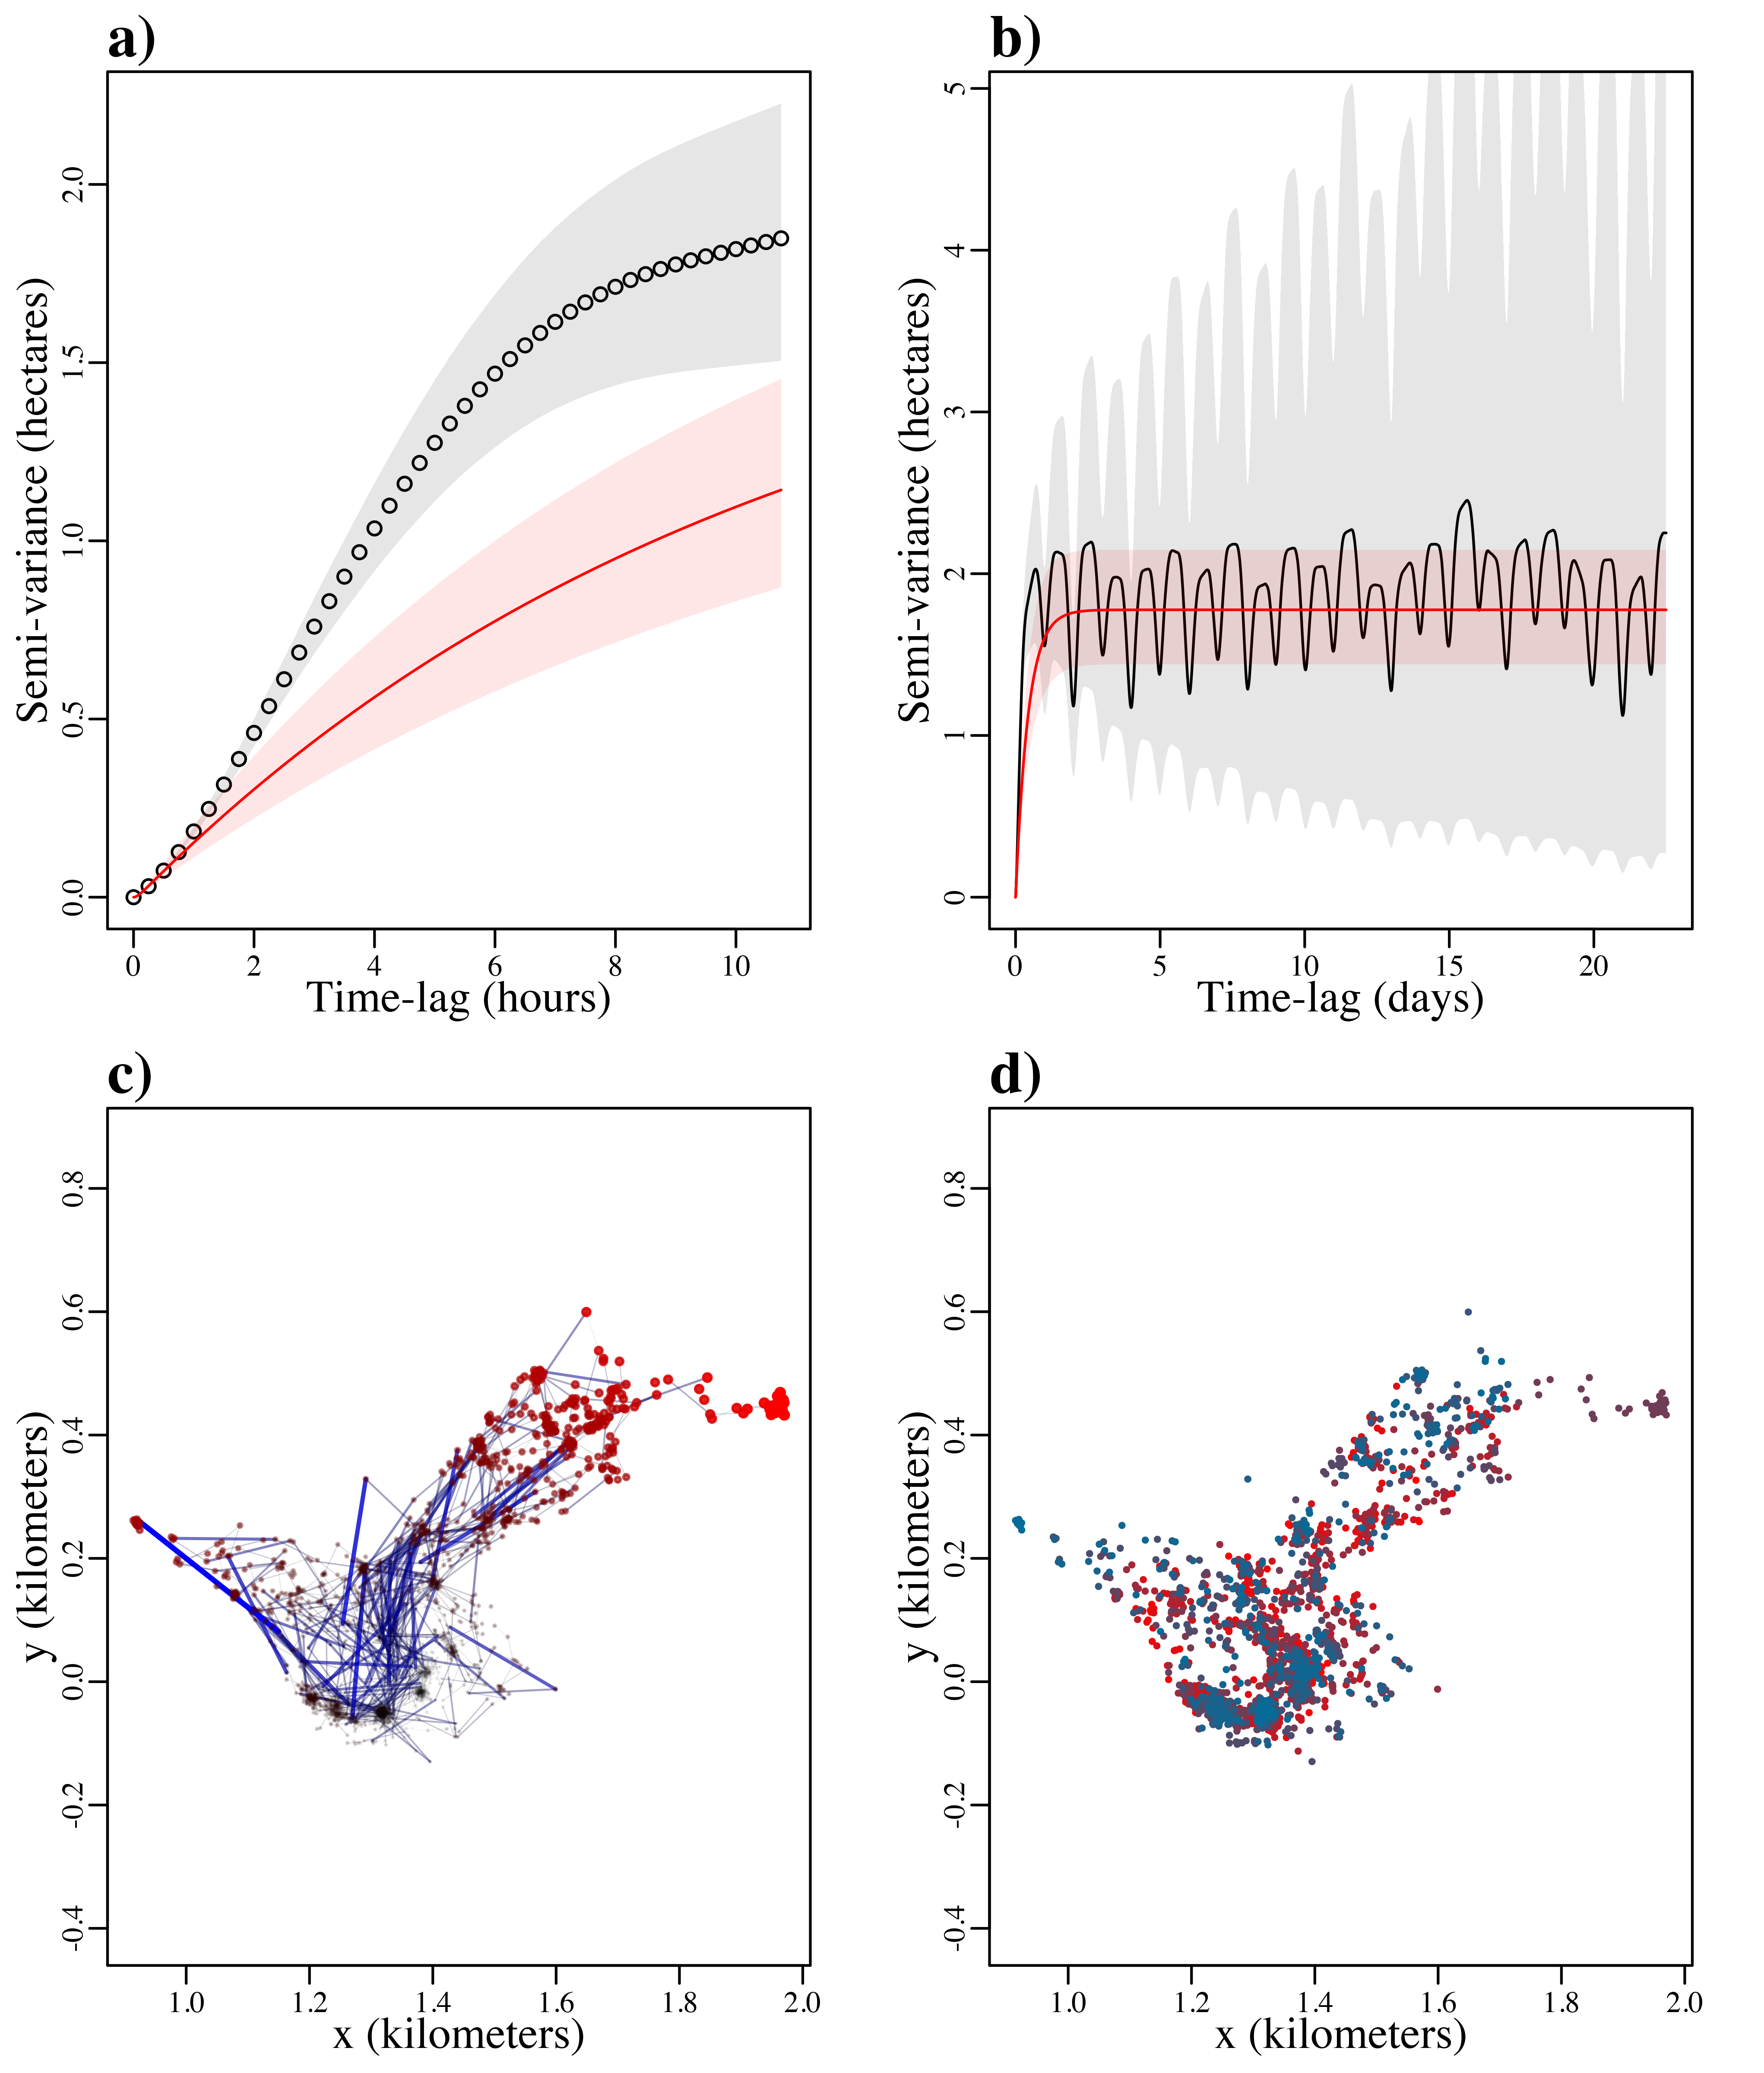 a)
Semi-variance (hectares)
2.0
1.5
1.0
0.5
0.0
0 2 4 6 8 10
Time-lag (hours)
b)
Semi-variance (hectares)
5
4
3
2
1
0
0 5 10 15 20
Time-lag (days)
c)
y (kilometers)
0.8
0.6
0.4
0.2
0.0
-0.2
-0.4
1.0 1.2 1.4 1.6 1.8 2.0
x (kilometers)
d)
y (kilometers)
0.8
0.6
0.4
0.2
0.0
-0.2
-0.4
1.0 1.2 1.4 1.6 1.8 2.0
x (kilometers)